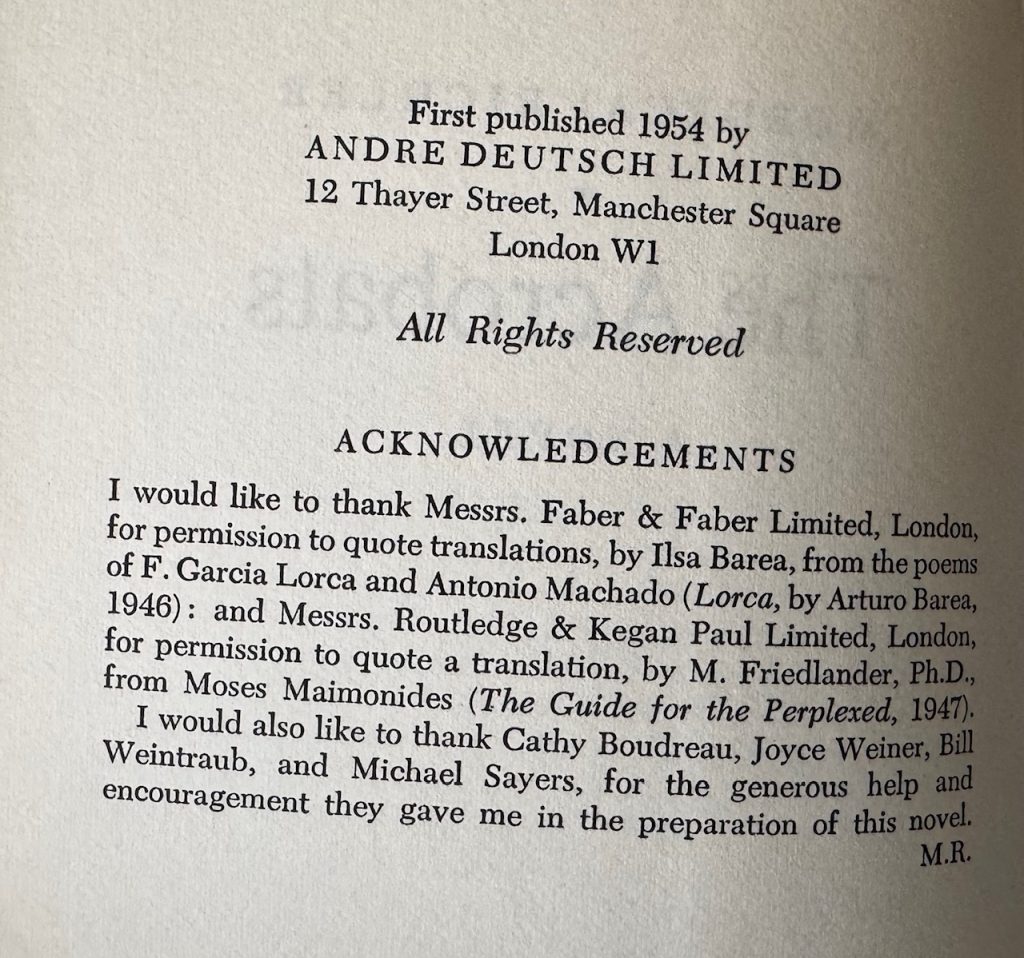 First published 1954 by
ANDRE DEUTSCH LIMITED
12 Thayer Street, Manchester Square
London W1
All Rights Reserved
ACKNOWLEDGEMENTS
I would like to thank Messrs. Faber & Faber Limited, London,
for permission to quote translations, by Ilsa Barea, from the poems
of F. Garcia Lorca and Antonio Machado (Lorca, by Arturo Barea,
1946): and Messrs. Routledge & Kegan Paul Limited, London,
for permission to quote a translation, by M. Friedlander, Ph.D.,
from Moses Maimonides (The Guide for the Perplexed, 1947).
I would also like to thank Cathy Boudreau, Joyce Weiner, Bill
Weintraub, and Michael Sayers, for the generous help and
encouragement they gave me in the preparation of this novel.
M.R.